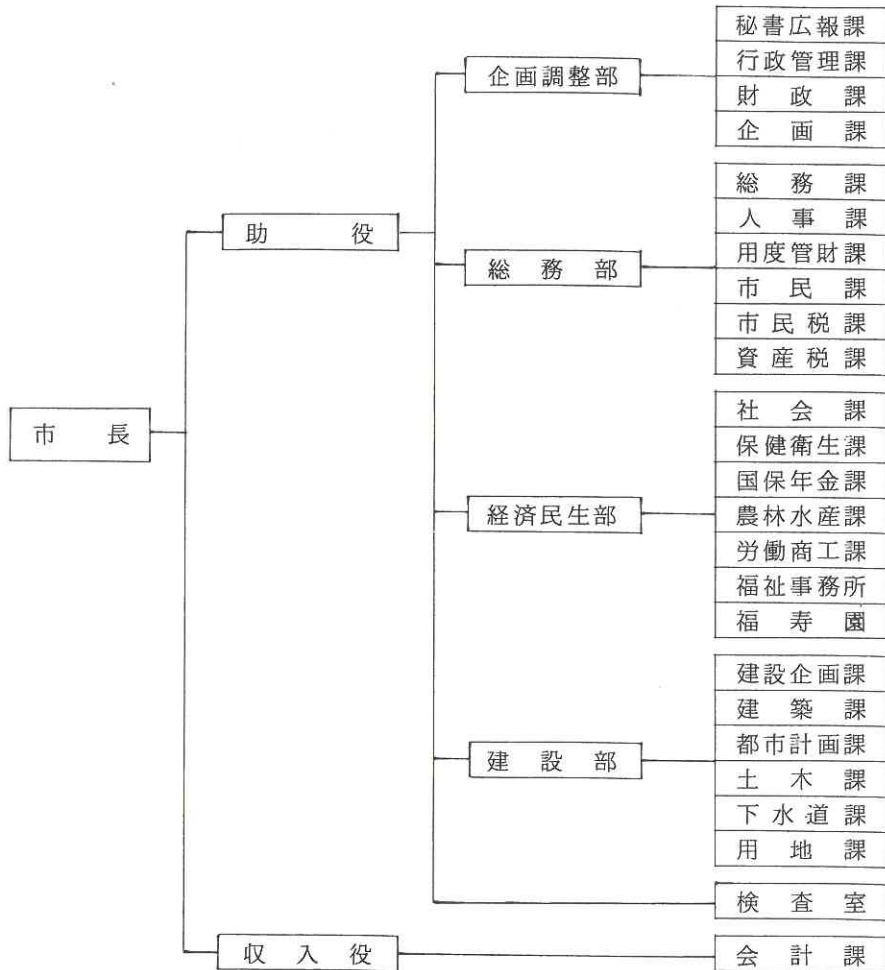 市長
助役
企画調整部
秘書広報課
行政管理課
財政課
企画課
総務部
総務課
人事課
用度管財課
市民課
市民税課
資産税課
経済民生部
社会課
保健衛生課
国保年金課
農林水産課
労働商工課
福祉事務所
福寿園
建設部
建設企画課
建築課
都市計画課
土木課
下水道課
用地課
検査室
収入役
会計課